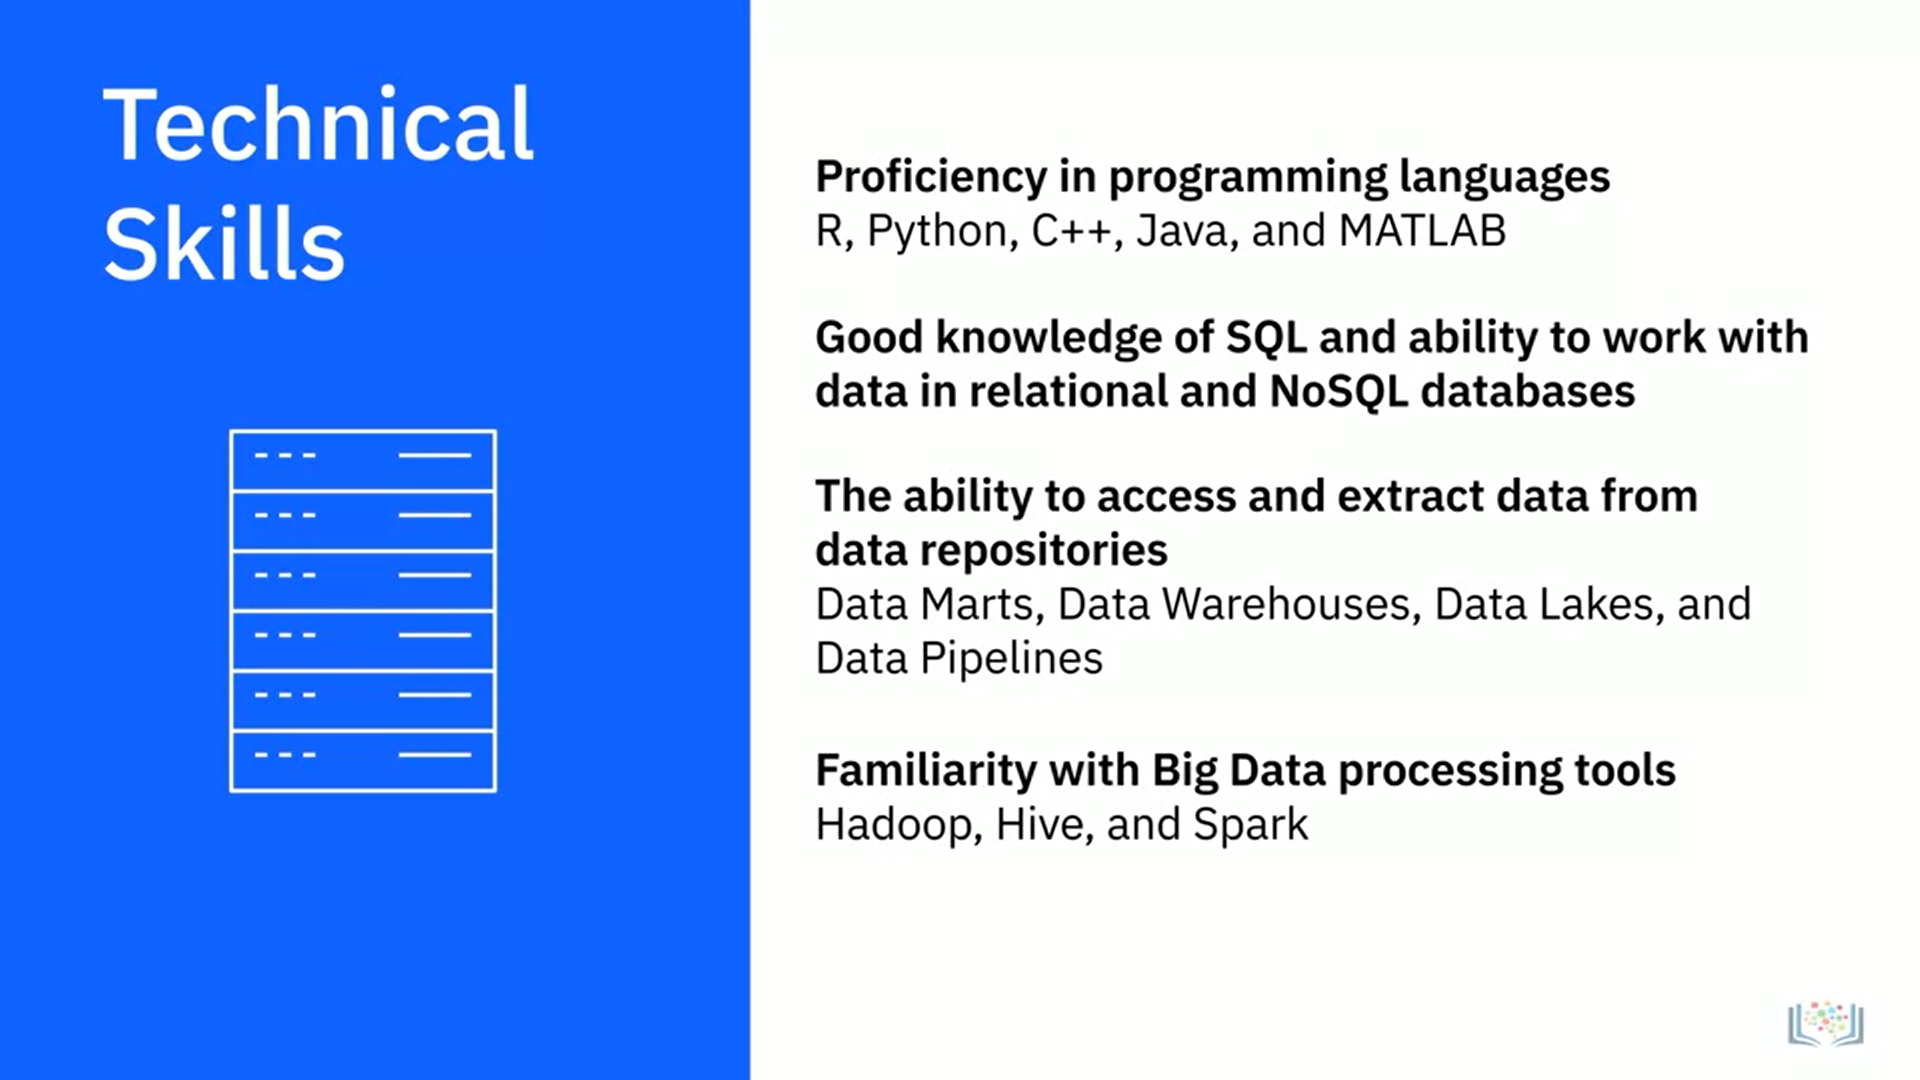 Technical
Skills
Proficiency in programming languages
R, Python, C++, Java, and MATLAB
Good knowledge of SQL and ability to work with
data in relational and NoSQL databases
The ability to access and extract data from
data repositories
Data Marts, Data Warehouses, Data Lakes, and
Data Pipelines
Familiarity with Big Data processing tools
Hadoop, Hive, and Spark